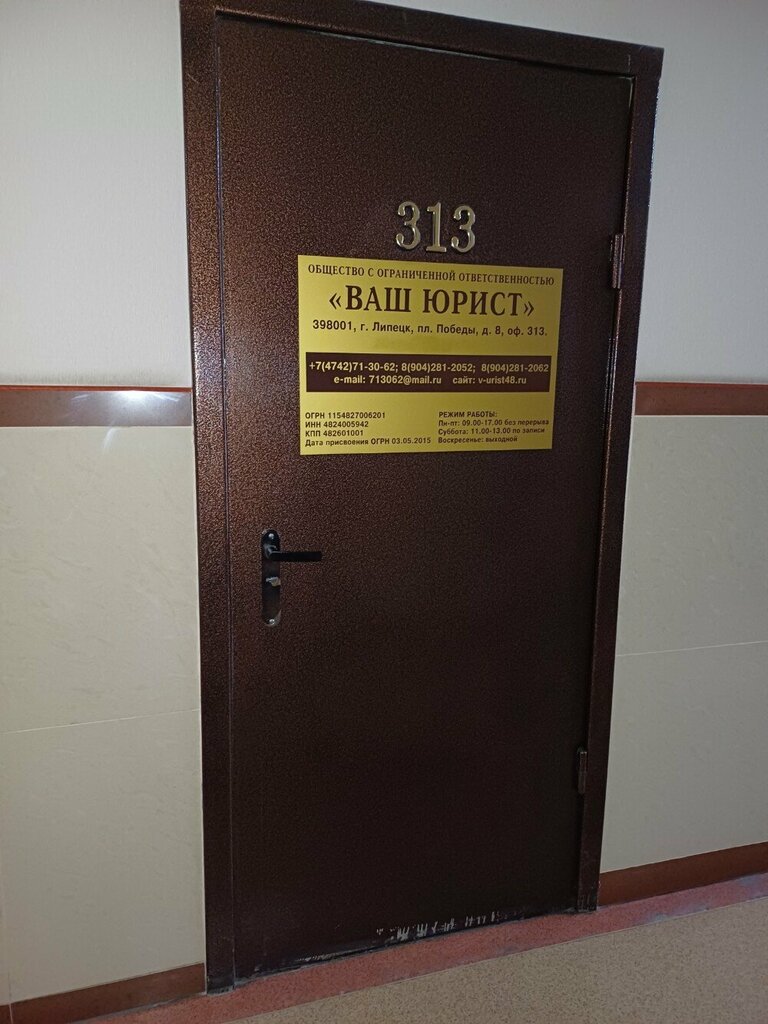 313
ОБЩЕСТВО С ОГРАНИЧЕННОЙ ОТВЕТСТВЕННОСТЬЮ
«ВАШ ЮРИСТ»
398001, г. Липецк, пл. Победы, д. 8, оф. 313.
+7(4742)71-30-62; 8(904)281-2052; 8(904)281-2062
e-mail: 713062@mail.ru сайт: v-urist48.ru
ОГРН 1154827006201
ИНН 4824005942
КПП 482601001
Дата присвоения ОГРН 03.05.2015
РЕЖИМ РАБОТЫ:
Пн-пт: 09.00-17.00 без перерыва
Суббота: 11.00-13.00 по записи
Воскресенье: выходной